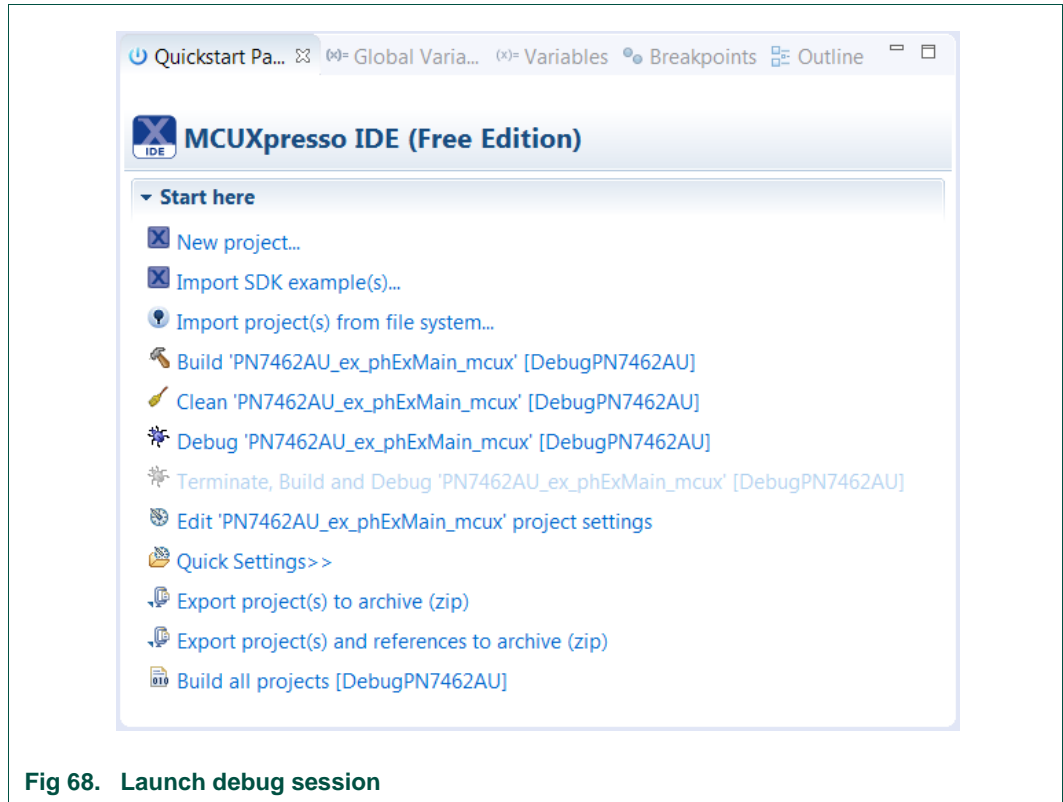 Quickstart Pa... (x)= Global Varia... (x)= Variables Breakpoints Outline
IDE MCUXpresso IDE (Free Edition)
Start here
New project...
Import SDK example(s)...
Import project(s) from file system...
Build 'PN7462AU_ex_phExMain_mcux' [DebugPN7462AU]
Clean 'PN7462AU_ex_phExMain_mcux' [DebugPN7462AU]
Debug 'PN7462AU_ex_phExMain_mcux' [DebugPN7462AU]
Terminate, Build and Debug 'PN7462AU_ex_phExMain_mcux' [DebugPN7462AU]
Edit 'PN7462AU_ex_phExMain_mcux' project settings
Quick Settings>>
Export project(s) to archive (zip)
Export project(s) and references to archive (zip)
010 Build all projects [DebugPN7462AU]
Fig 68. Launch debug session